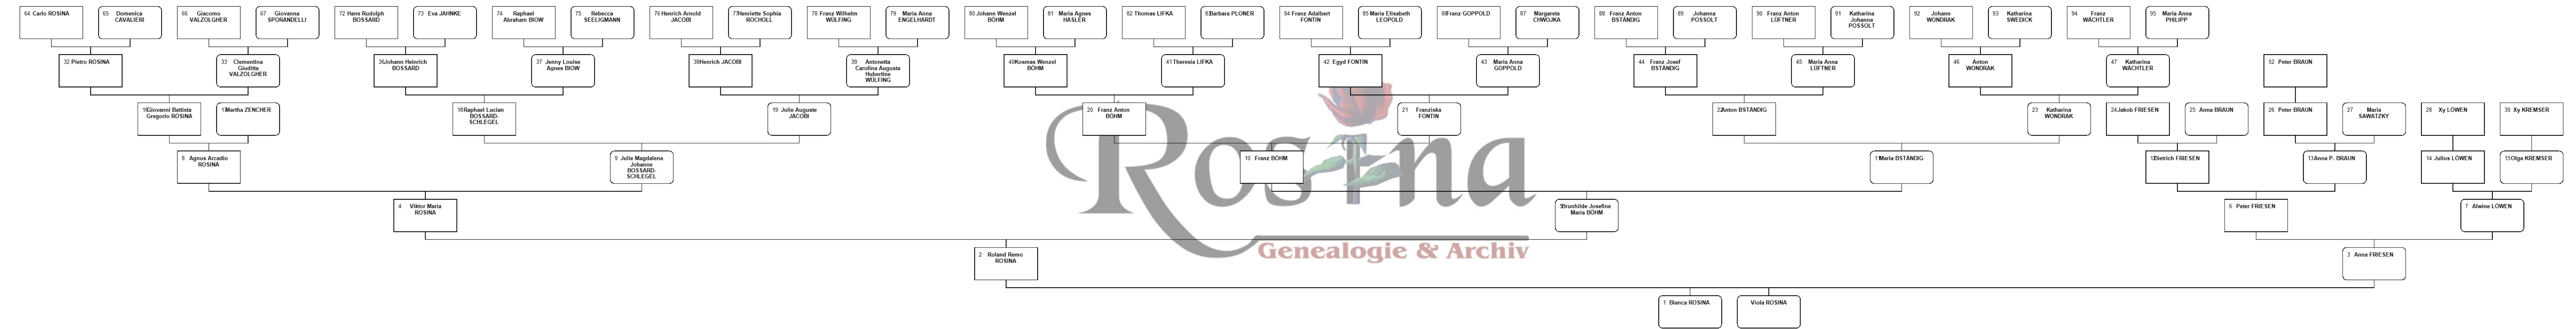 64 Carlo ROSINA
65 Domenica
CAVALIERI
66 Giacomo
VALZOLGHER
67 Giovanna
SPORANDELLI
72 Hans Rudolph
BOSSARD
73 Eva JAHNKE
74 Raphael
Abraham BIOW
75 Rebecca
SEELIGMANN
76 Henrich Arnold
JACOBI
77 Henriette Sophia
ROCHOLL
78 Franz Wilhelm
WÜLFING
79 Maria Anna
ENGELHARDT
80 Johann Wenzel
BÖHM
81 Maria Agnes
HASLER
82 Thomas LIFKA
83 Barbara PLONER
84 Franz Adalbert
FONTIN
85 Maria Elisabeth
LEOPOLD
86 Franz GOPPOLD
87 Margareta
CHWOJKA
88 Franz Anton
BSTÄNDIG
89 Johanna
POSSOLT
90 Franz Anton
LÜFTNER
91 Katharina
Johanna
POSSOLT
92 Johann
WONDRAK
93 Katharina
SWEDICK
94 Franz
WÄCHTLER
95 Maria Anna
PHILIPP
32 Pietro ROSINA
33 Clementina
Giuditta
VALZOLGHER
36 Johann Heinrich
BOSSARD
37 Jenny Louise
Agnes BIOW
38 Henrich JACOBI
39 Antonetta
Carolina Augusta
Hubertine
WÜLFING
40 Kosmas Wenzel
BÖHM
41 Theresia LIFKA
42 Egyd FONTIN
43 Maria Anna
GOPPOLD
44 Franz Josef
BSTÄNDIG
45 Maria Anna
LÜFTNER
46 Anton
WONDRAK
47 Katharina
WÄCHTLER
52 Peter BRAUN
16 Giovanni Battista
Gregorio ROSINA
17 Martha ZENCHER
18 Raphael Lucian
BOSSARD-
SCHLEGEL
19 Julie Auguste
JACOBI
20 Franz Anton
BÖHM
21 Franziska
FONTIN
22 Anton BSTÄNDIG
23 Katharina
WONDRAK
24 Jakob FRIESEN
25 Anna BRAUN
26 Peter BRAUN
27 Maria
SAWATZKY
28 Xy LÖWEN
30 Xy KREMSER
8 Agnus Arcadio
ROSINA
9 Julie Magdalena
Johanne
BOSSARD-
SCHLEGEL
10 Franz BÖHM
11 Maria BSTÄNDIG
12 Dietrich FRIESEN
13 Anna P. BRAUN
14 Julius LÖWEN
15 Olga KREMSER
4 Viktor Maria
ROSINA
5 Brunhilde Josefine
Maria BÖHM
6 Peter FRIESEN
7 Alwine LÖWEN
Rosina
Genealogie & Archiv
2 Roland Remo
ROSINA
3 Anna FRIESEN
1 Bianca ROSINA
Viola ROSINA